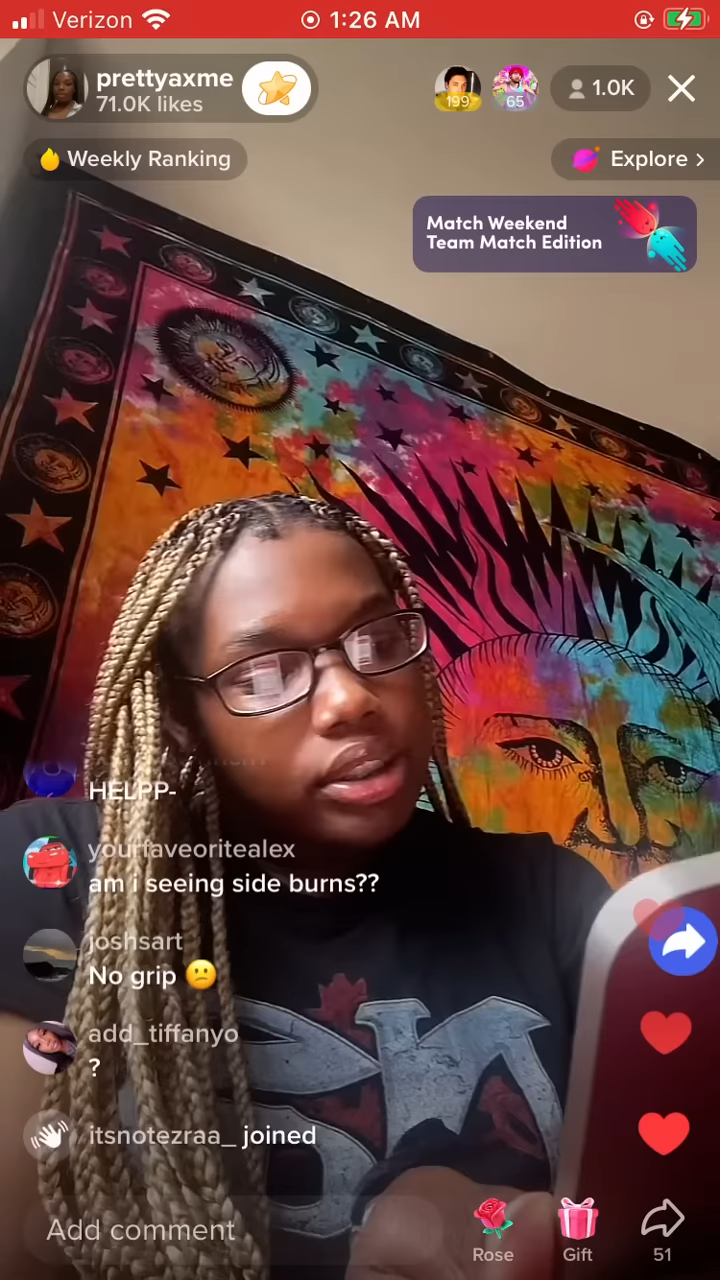 Verizon 1:26 AM
prettyaxme
71.0K likes
199
65
1.0K
Weekly Ranking
Explore >
Match Weekend
Team Match Edition
HELPP-
yourfaveoritealex
am i seeing side burns??
joshsart
No grip 😕
add_tiffanyo
?
itsnotezraa_ joined
Add comment
Rose
Gift
51